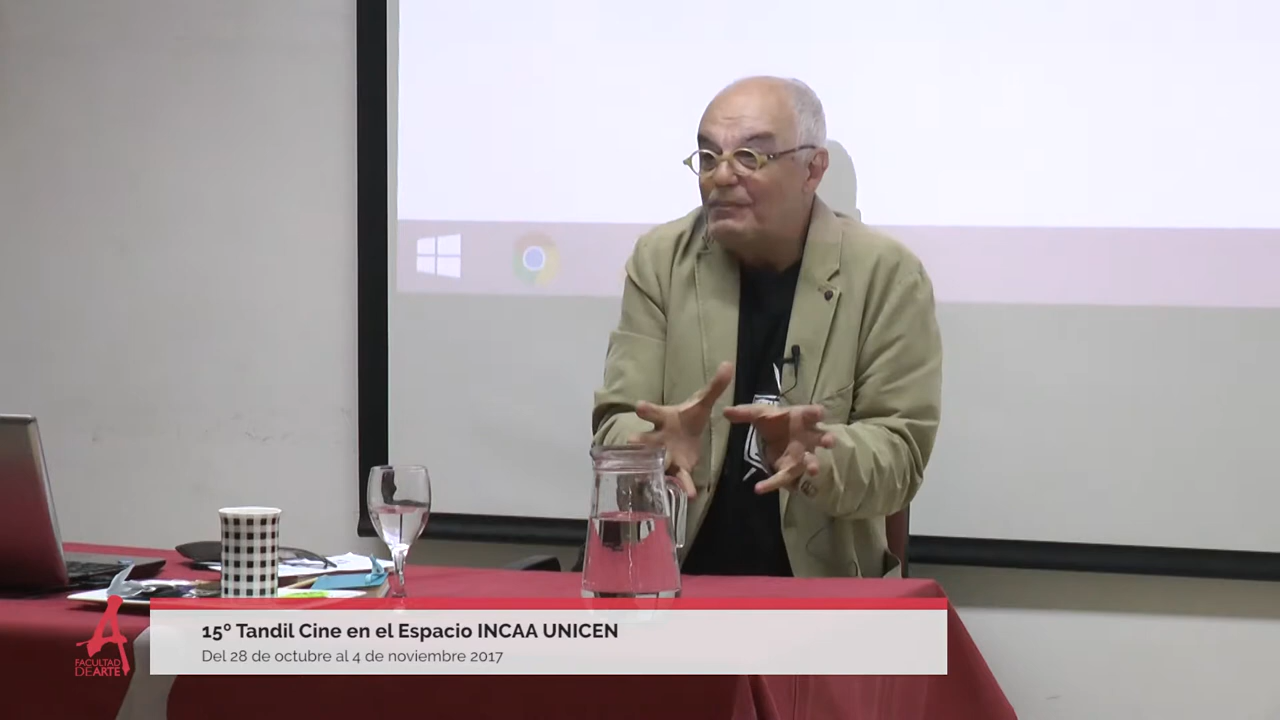 15º Tandil Cine en el Espacio INCAA UNICEN
Del 28 de octubre al 4 de noviembre 2017
FACULTAD
DE ARTE